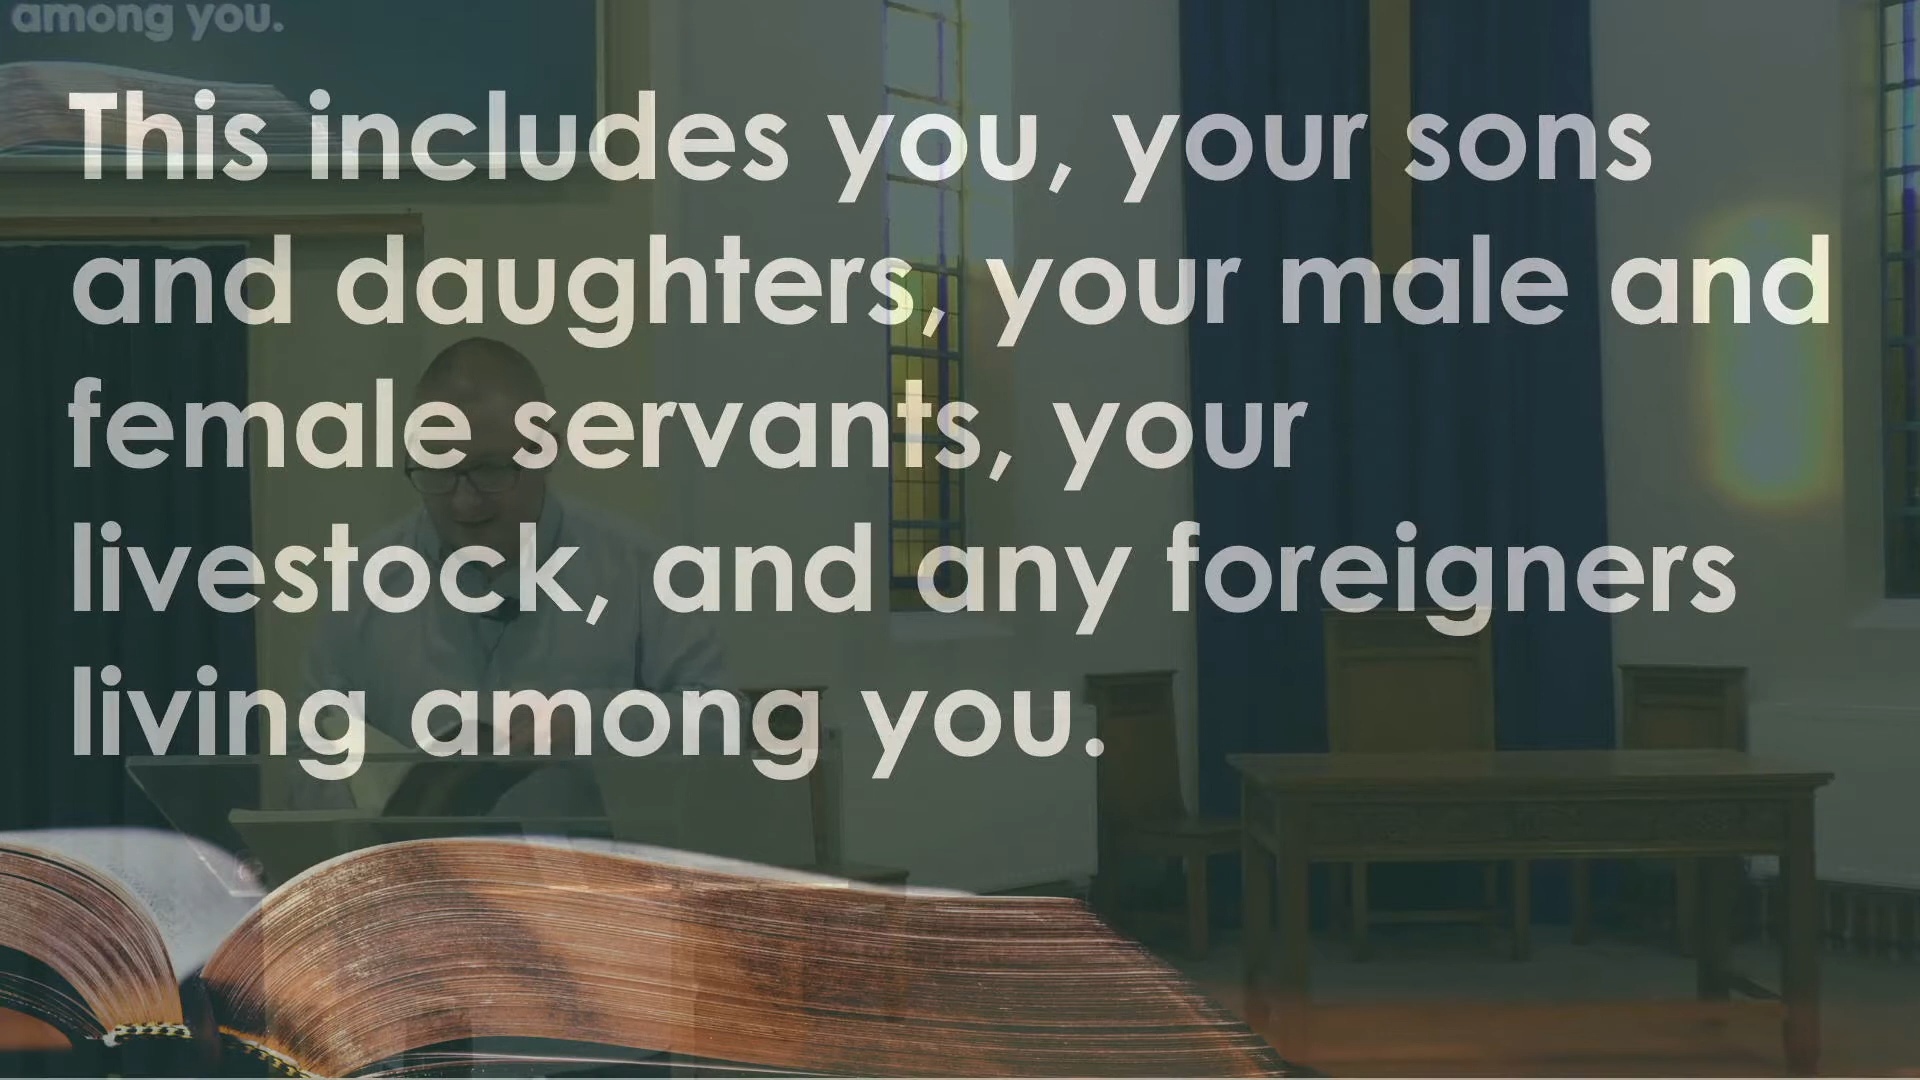 among you.
This includes you, your sons
and daughters, your male and
female servants, your
livestock, and any foreigners
living among you.